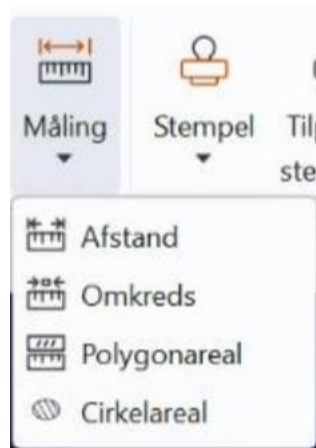 Måling
Stempel
Afstand
Omkreds
Polygonareal
Cirkelareal